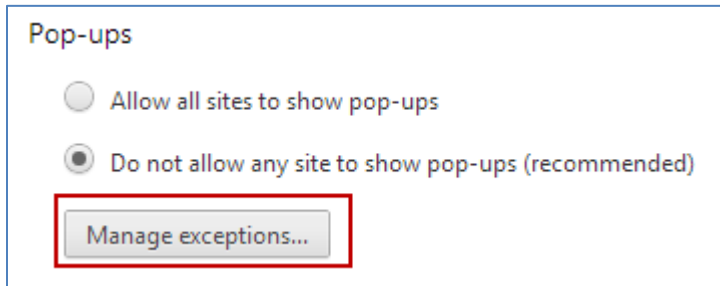 Pop-ups
Allow all sites to show pop-ups
Do not allow any site to show pop-ups (recommended)
Manage exceptions...